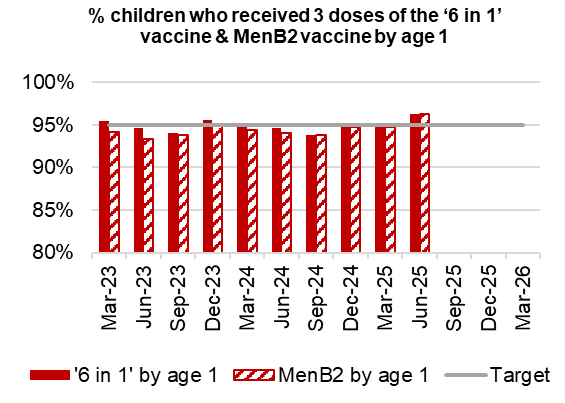 % children who received 3 doses of the ‘6 in 1’
vaccine & MenB2 vaccine by age 1
100%
95%
90%
85%
80%
Mar-23
Jun-23
Sep-23
Dec-23
Mar-24
Jun-24
Sep-24
Dec-24
Mar-25
Jun-25
Sep-25
Dec-25
Mar-26
'6 in 1' by age 1
MenB2 by age 1
Target